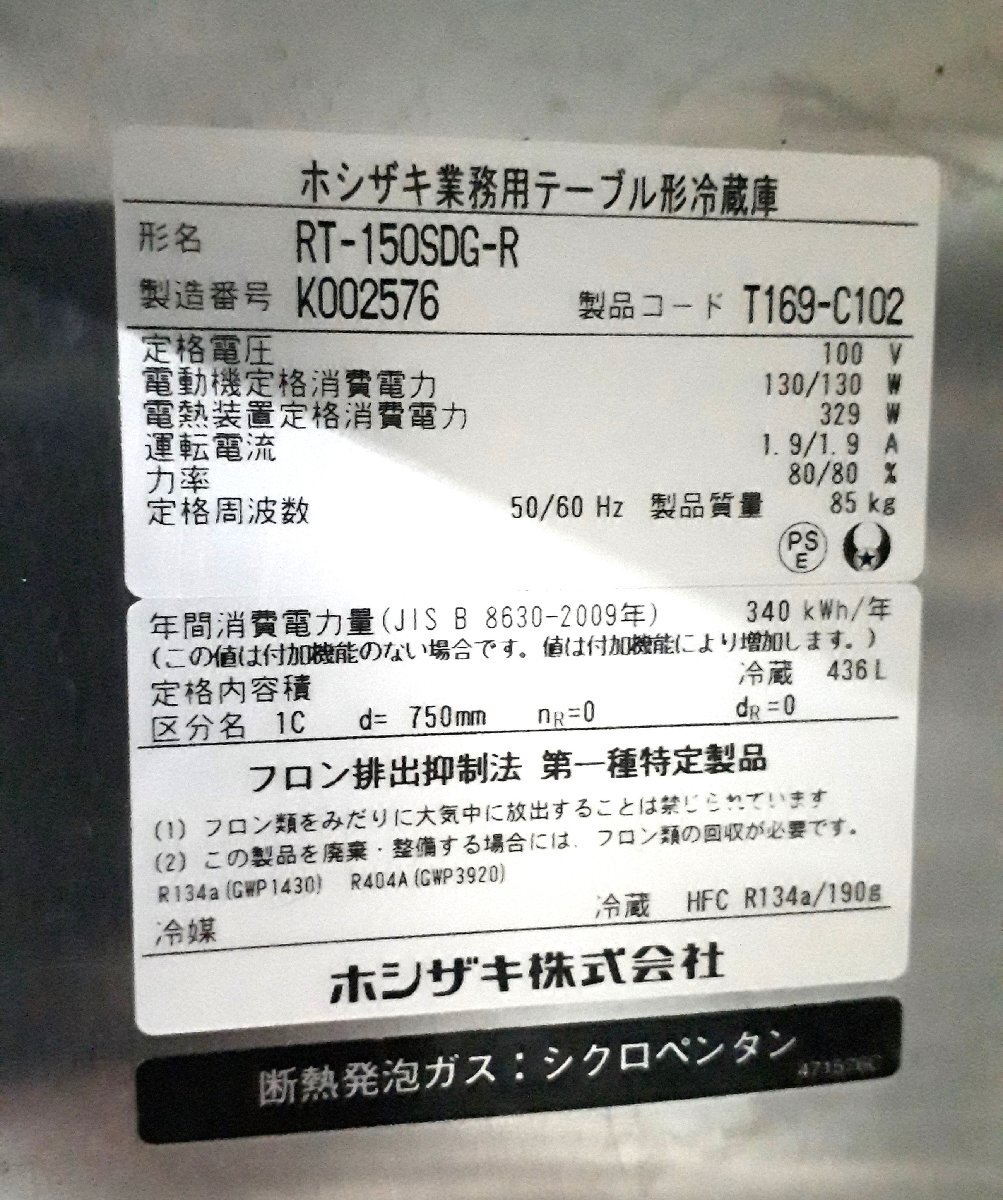 ホシザキ業務用テーブル形冷蔵庫
形名 RT-150SDG-R
製造番号 K002576 製品コード T169-C102
定格電圧 100 V
電動機定格消費電力 130/130 W
電熱装置定格消費電力 329 W
運転電流 1.9/1.9 A
力率 80/80 %
定格周波数 50/60 Hz 製品質量 85 kg
PS E
年間消費電力量(JIS B 8630-2009年) 340 kWh/年
(この値は付加機能のない場合です。値は付加機能により増加します。)
定格内容積 冷蔵 436 L
区分名 1C d= 750mm nR=0 dR=0
フロン排出抑制法 第一種特定製品
(1) フロン類をみだりに大気中に放出することは禁じられています
(2) この製品を廃棄・整備する場合には、フロン類の回収が必要です。
R134a(GWP1430) R404A(GWP3920)
冷媒 冷蔵 HFC R134a/190g
ホシザキ株式会社
断熱発泡ガス：シクロペンタン